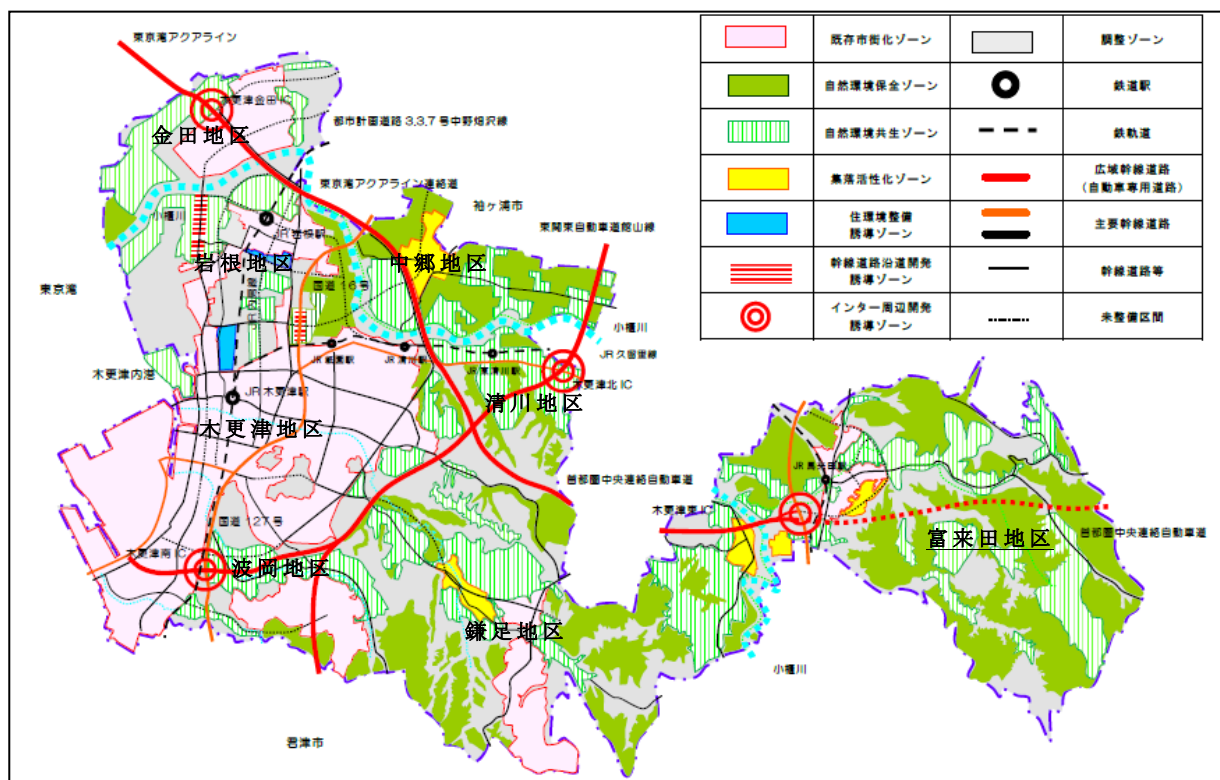 東京湾アクアライン
木更津金田IC
金田地区
都市計画道路3,3,7号中野畑沢線
東京湾アクアライン連絡道
袖ヶ浦市
東関東自動車道館山線
小櫃川
JR岩根駅
岩根地区
中郷地区
東京湾
国道16号
小櫃川
JR久留里線
JR祇園駅
JR清川駅
JR東清川駅
木更津北IC
木更津内港
JR木更津駅
清川地区
木更津地区
首都圏中央連絡自動車道
国道127号
木更津南IC
波岡地区
鎌足地区
君津市
JR馬来田駅
木更津東IC
富来田地区
首都圏中央連絡自動車道
小櫃川
既存市街化ゾーン
調整ゾーン
自然環境保全ゾーン
鉄道駅
自然環境共生ゾーン
鉄軌道
集落活性化ゾーン
広域幹線道路
（自動車専用道路）
住環境整備
誘導ゾーン
主要幹線道路
幹線道路沿道開発
誘導ゾーン
幹線道路等
インター周辺開発
誘導ゾーン
未整備区間